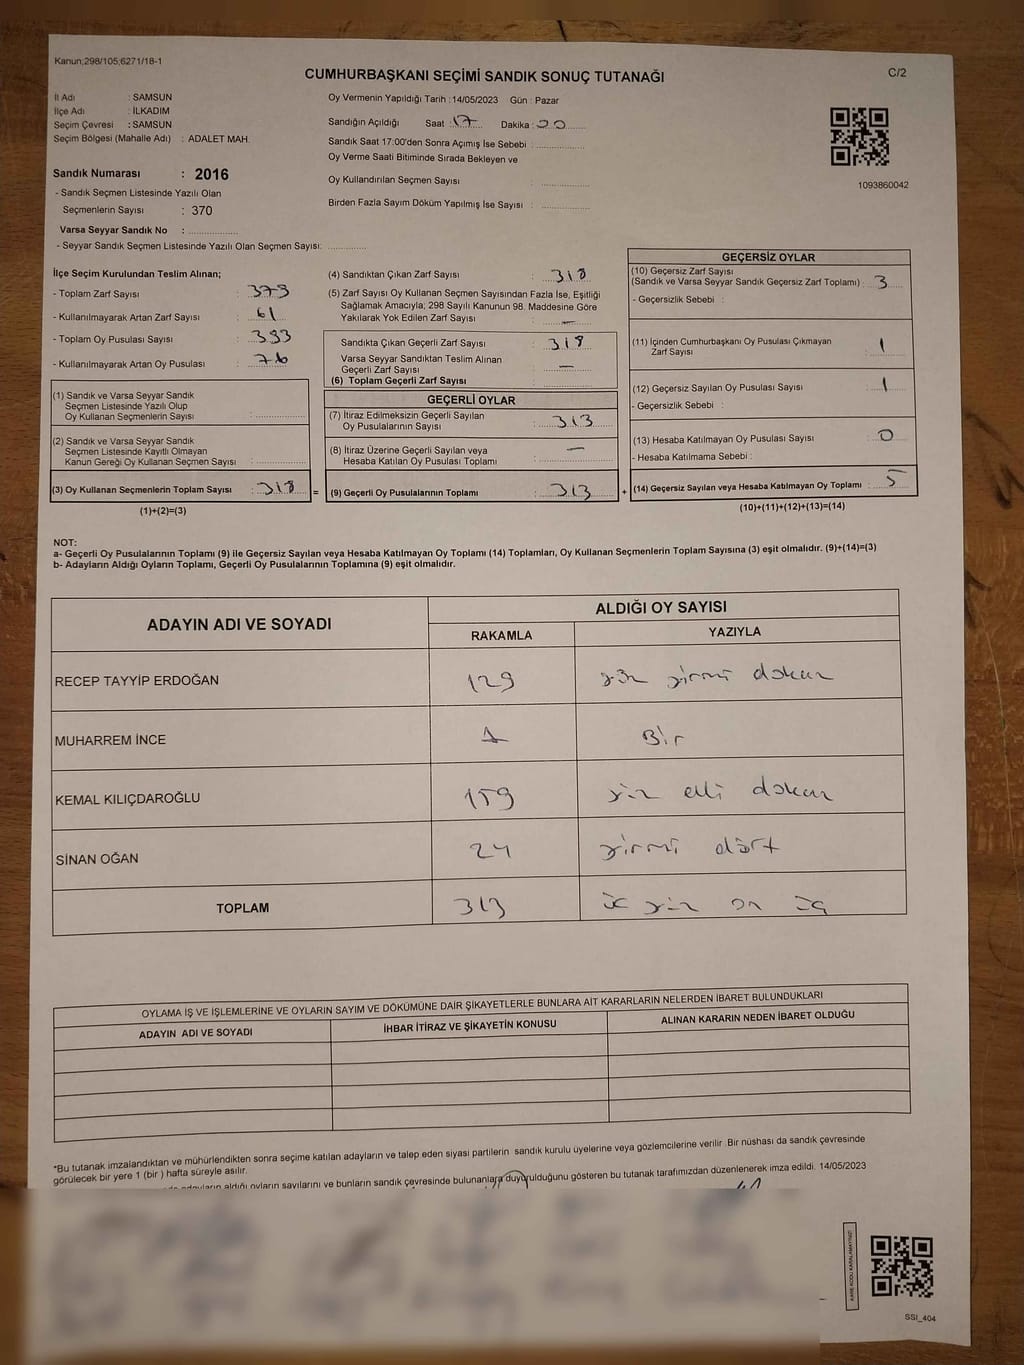 Kanun;298/105;6271/18-1
CUMHURBAŞKANI SEÇİMİ SANDIK SONUÇ TUTANAĞI
C/2
İl Adı : SAMSUN
İlçe Adı : İLKADIM
Seçim Çevresi : SAMSUN
Seçim Bölgesi (Mahalle Adı) : ADALET MAH.
Sandık Numarası : 2016
- Sandık Seçmen Listesinde Yazılı Olan
Seçmenlerin Sayısı : 370
Varsa Seyyar Sandık No :
- Seyyar Sandık Seçmen Listesinde Yazılı Olan Seçmen Sayısı:
Oy Vermenin Yapıldığı Tarih : 14/05/2023 Gün : Pazar
Sandığın Açıldığı Saat : 17 Dakika : 00
Sandık Saat 17:00'den Sonra Açımış İse Sebebi :
Oy Verme Saati Bitiminde Sırada Bekleyen ve
Oy Kullandırılan Seçmen Sayısı :
Birden Fazla Sayım Döküm Yapılmış İse Sayısı :
1093860042
İlçe Seçim Kurulundan Teslim Alınan;
- Toplam Zarf Sayısı : 379
- Kullanılmayarak Artan Zarf Sayısı : 61
- Toplam Oy Pusulası Sayısı : 393
- Kullanılmayarak Artan Oy Pusulası : 76
(1) Sandık ve Varsa Seyyar Sandık
Seçmen Listesinde Yazılı Olup
Oy Kullanan Seçmenlerin Sayısı :
(2) Sandık ve Varsa Seyyar Sandık
Seçmen Listesinde Kayıtlı Olmayan
Kanun Gereği Oy Kullanan Seçmen Sayısı :
(3) Oy Kullanan Seçmenlerin Toplam Sayısı : 318 =
(1)+(2)=(3)
(4) Sandıktan Çıkan Zarf Sayısı : 318
(5) Zarf Sayısı Oy Kullanan Seçmen Sayısından Fazla İse, Eşitliği
Sağlamak Amacıyla; 298 Sayılı Kanunun 98. Maddesine Göre
Yakılarak Yok Edilen Zarf Sayısı : —
Sandıkta Çıkan Geçerli Zarf Sayısı : 318
Varsa Seyyar Sandıktan Teslim Alınan
Geçerli Zarf Sayısı : —
(6) Toplam Geçerli Zarf Sayısı :
GEÇERLİ OYLAR
(7) İtiraz Edilmeksizin Geçerli Sayılan
Oy Pusulalarının Sayısı : 313
(8) İtiraz Üzerine Geçerli Sayılan veya
Hesaba Katılan Oy Pusulası Toplamı : —
(9) Geçerli Oy Pusulalarının Toplamı : 313 +
GEÇERSİZ OYLAR
(10) Geçersiz Zarf Sayısı
(Sandık ve Varsa Seyyar Sandık Geçersiz Zarf Toplamı) : 3
- Geçersizlik Sebebi :
(11) İçinden Cumhurbaşkanı Oy Pusulası Çıkmayan
Zarf Sayısı : 1
(12) Geçersiz Sayılan Oy Pusulası Sayısı : 1
- Geçersizlik Sebebi :
(13) Hesaba Katılmayan Oy Pusulası Sayısı : 0
- Hesaba Katılmama Sebebi :
(14) Geçersiz Sayılan veya Hesaba Katılmayan Oy Toplamı : 5
(10)+(11)+(12)+(13)=(14)
NOT:
a- Geçerli Oy Pusulalarının Toplamı (9) ile Geçersiz Sayılan veya Hesaba Katılmayan Oy Toplamı (14) Toplamları, Oy Kullanan Seçmenlerin Toplam Sayısına (3) eşit olmalıdır. (9)+(14)=(3)
b- Adayların Aldığı Oyların Toplamı, Geçerli Oy Pusulalarının Toplamına (9) eşit olmalıdır.
ADAYIN ADI VE SOYADI
ALDIĞI OY SAYISI
RAKAMLA YAZIYLA
RECEP TAYYİP ERDOĞAN 129 yüz yirmi dokuz
MUHARREM İNCE 1 Bir
KEMAL KILIÇDAROĞLU 159 yüz elli dokuz
SİNAN OĞAN 24 yirmi dört
TOPLAM 313 üç yüz on üç
OYLAMA İŞ VE İŞLEMLERİNE VE OYLARIN SAYIM VE DÖKÜMÜNE DAİR ŞİKAYETLERLE BUNLARA AİT KARARLARIN NELERDEN İBARET BULUNDUKLARI
ADAYIN ADI VE SOYADI İHBAR İTİRAZ VE ŞİKAYETİN KONUSU ALINAN KARARIN NEDEN İBARET OLDUĞU
*Bu tutanak imzalandıktan ve mühürlendikten sonra seçime katılan adayların ve talep eden siyasi partilerin sandık kurulu üyelerine veya gözlemcilerine verilir. Bir nüshası da sandık çevresinde
görülecek bir yere 1 (bir ) hafta süreyle asılır.
aldığı oyların sayılarını ve bunların sandık çevresinde bulunanlara duyurulduğunu gösteren bu tutanak tarafımızdan düzenlenerek imza edildi. 14/05/2023
KARE KODU KARALAMAYINIZ!
SSI_404